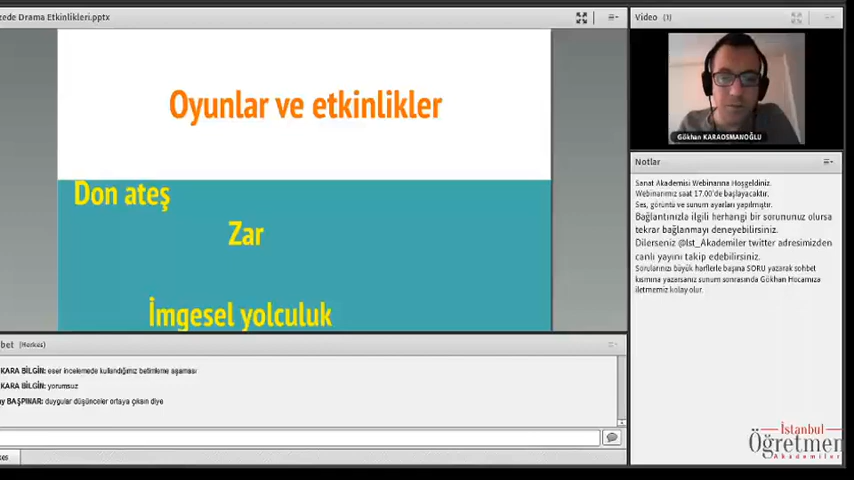 zede Drama Etkinlikleri.pptx
Oyunlar ve etkinlikler
Don ateş
Zar
İmgesel yolculuk
Video (1)
Gökhan KARAOSMANOĞLU
Notlar
Sanat Akademisi Webinarına Hoşgeldiniz.
Webinarımız saat 17.00'de başlayacaktır.
Ses, görüntü ve sunum ayarları yapılmıştır.
Bağlantınızla ilgili herhangi bir sorununuz olursa
tekrar bağlanmayı deneyebilirsiniz.
Dilerseniz @Ist_Akademiler twitter adresimizden
canlı yayını takip edebilirsiniz.
Sorularınızı büyük harflerle başına SORU yazarak sohbet
kısmına yazarsanız sunum sonrasında Gökhan Hocamıza
iletmemiz kolay olur.
bet (Herkes)
KARA BİLGİN: eser incelemede kullandığımız betimleme aşaması
KARA BİLGİN: yorumsuz
ay BAŞPINAR: duygular düşünceler ortaya çıksın diye
kes
İstanbul
Öğretmen
Akademileri